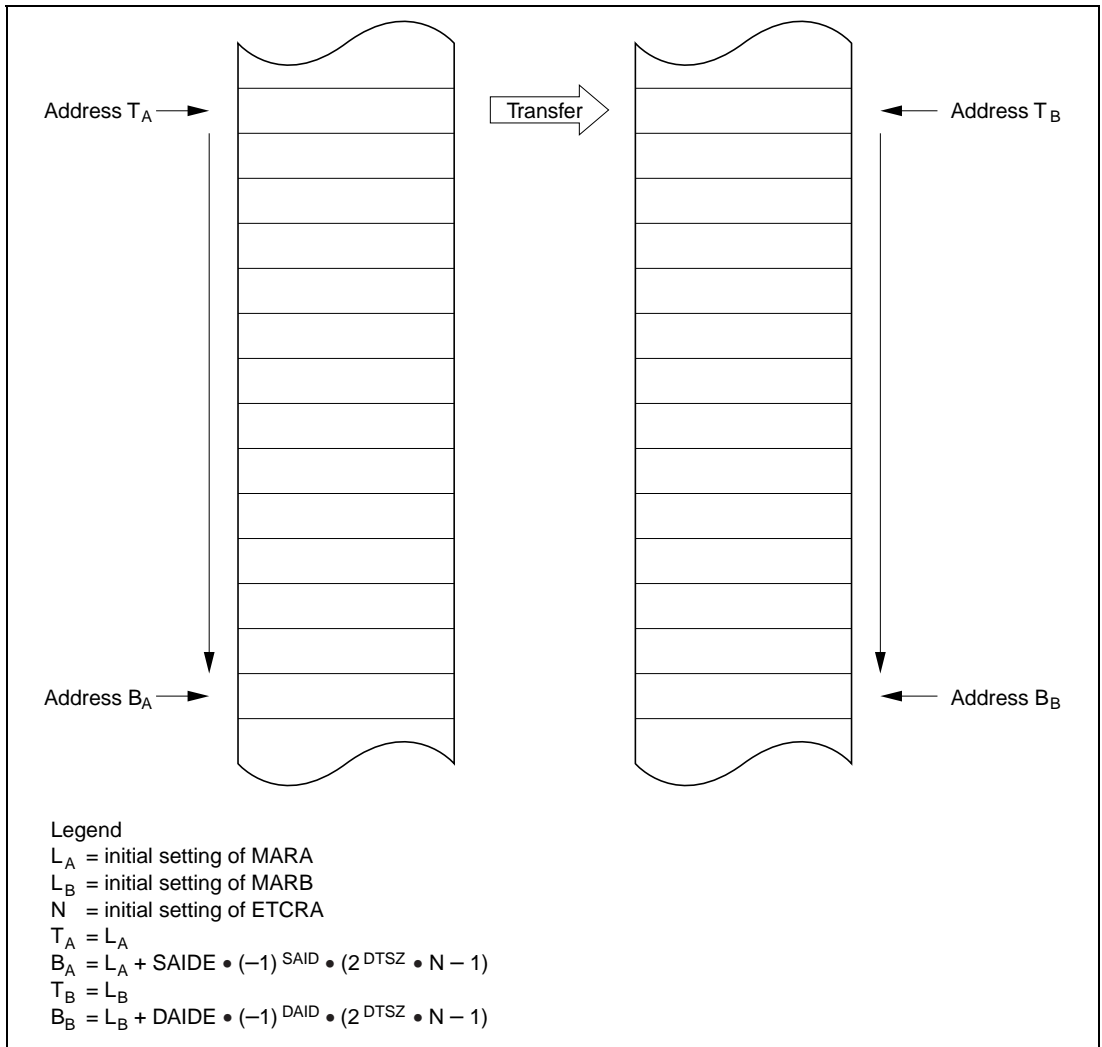 Address T_A
Transfer
Address T_B
Address B_A
Address B_B
Legend
L_A = initial setting of MARA
L_B = initial setting of MARB
N = initial setting of ETCRA
T_A = L_A
B_A = L_A + SAIDE • (–1)^SAID • (2^DTSZ • N – 1)
T_B = L_B
B_B = L_B + DAIDE • (–1)^DAID • (2^DTSZ • N – 1)